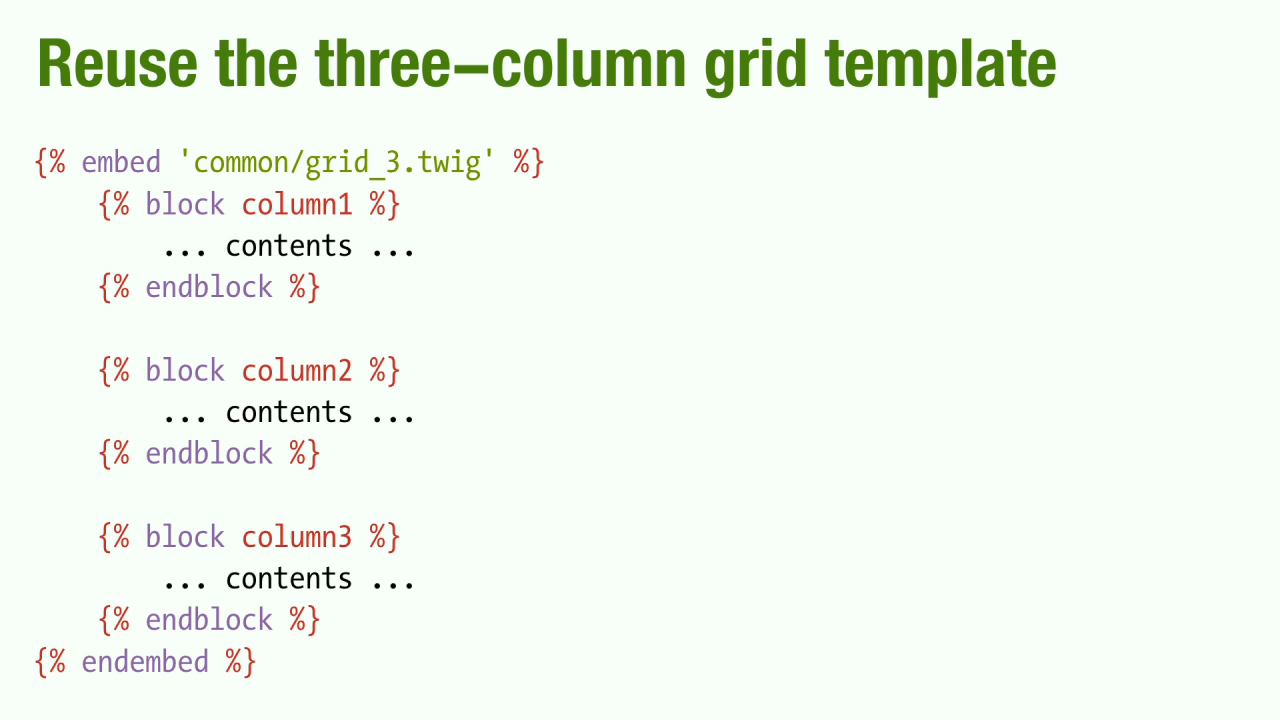 Reuse the three–column grid template
{% embed 'common/grid_3.twig' %}
{% block column1 %}
... contents ...
{% endblock %}
{% block column2 %}
... contents ...
{% endblock %}
{% block column3 %}
... contents ...
{% endblock %}
{% endembed %}